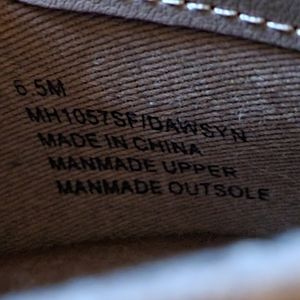 6.5M
MH1057SF/DAWSYN
MADE IN CHINA
MANMADE UPPER
MANMADE OUTSOLE